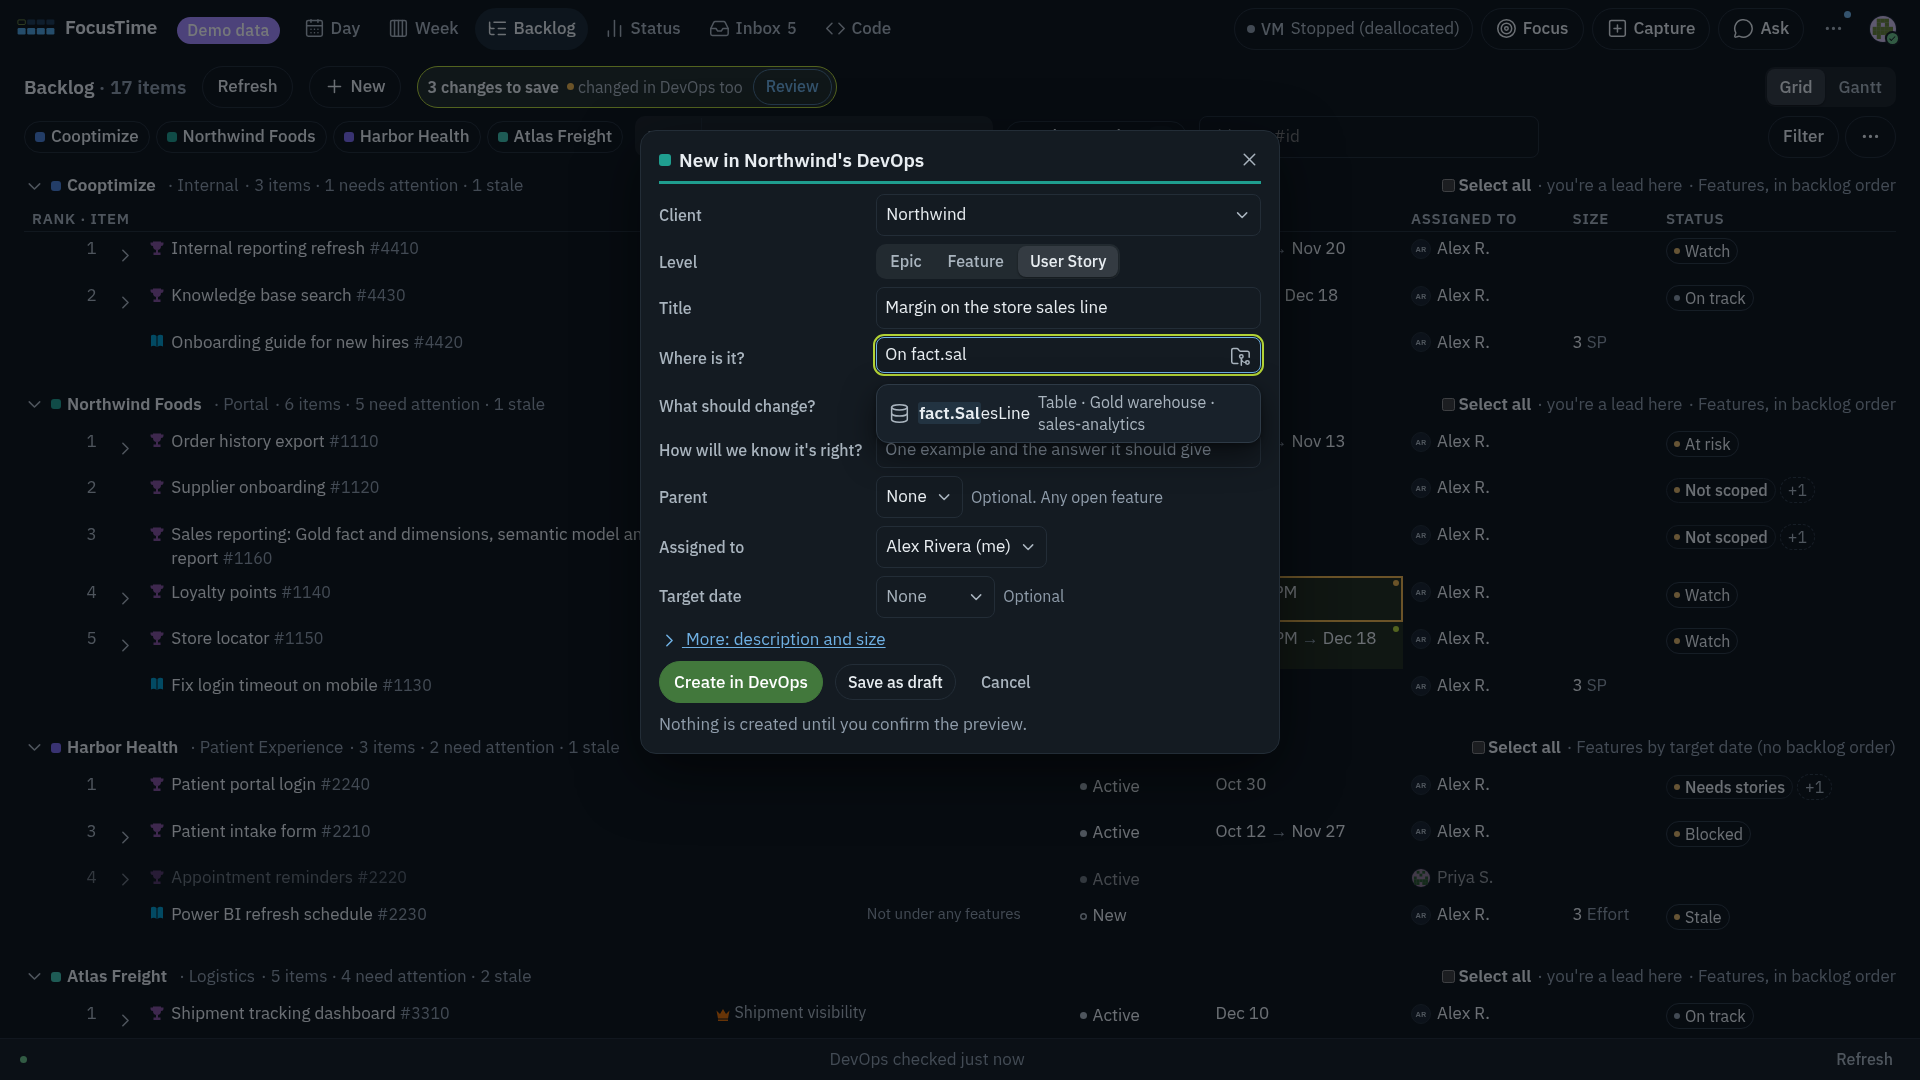 FocusTime Demo data Day Week Backlog Status Inbox 5 Code VM Stopped (deallocated) Focus Capture Ask
Backlog · 17 items Refresh New 3 changes to save changed in DevOps too Review Grid Gantt
Cooptimize Northwind Foods Harbor Health Atlas Freight #id Filter
New in Northwind's DevOps
Client Northwind
Level Epic Feature User Story
Title Margin on the store sales line
Where is it? On fact.sal
fact.SalesLine Table · Gold warehouse · sales-analytics
What should change?
How will we know it's right? One example and the answer it should give
Parent None Optional. Any open feature
Assigned to Alex Rivera (me)
Target date None Optional
More: description and size
Create in DevOps Save as draft Cancel
Nothing is created until you confirm the preview.
Cooptimize · Internal · 3 items · 1 needs attention · 1 stale Select all · you're a lead here · Features, in backlog order
RANK · ITEM ASSIGNED TO SIZE STATUS
1 Internal reporting refresh #4410 Nov 20 AR Alex R. Watch
2 Knowledge base search #4430 Dec 18 AR Alex R. On track
Onboarding guide for new hires #4420 AR Alex R. 3 SP
Northwind Foods · Portal · 6 items · 5 need attention · 1 stale Select all · you're a lead here · Features, in backlog order
1 Order history export #1110 Nov 13 AR Alex R. At risk
2 Supplier onboarding #1120 AR Alex R. Not scoped +1
3 Sales reporting: Gold fact and dimensions, semantic model AR Alex R. Not scoped +1
report #1160
4 Loyalty points #1140 PM AR Alex R. Watch
5 Store locator #1150 PM → Dec 18 AR Alex R. Watch
Fix login timeout on mobile #1130 AR Alex R. 3 SP
Harbor Health · Patient Experience · 3 items · 2 need attention · 1 stale Select all · Features by target date (no backlog order)
1 Patient portal login #2240 Active Oct 30 AR Alex R. Needs stories +1
3 Patient intake form #2210 Active Oct 12 → Nov 27 AR Alex R. Blocked
4 Appointment reminders #2220 Active Priya S.
Power BI refresh schedule #2230 Not under any features New AR Alex R. 3 Effort Stale
Atlas Freight · Logistics · 5 items · 4 need attention · 2 stale Select all · you're a lead here · Features, in backlog order
1 Shipment tracking dashboard #3310 Shipment visibility Active Dec 10 AR Alex R. On track
DevOps checked just now Refresh